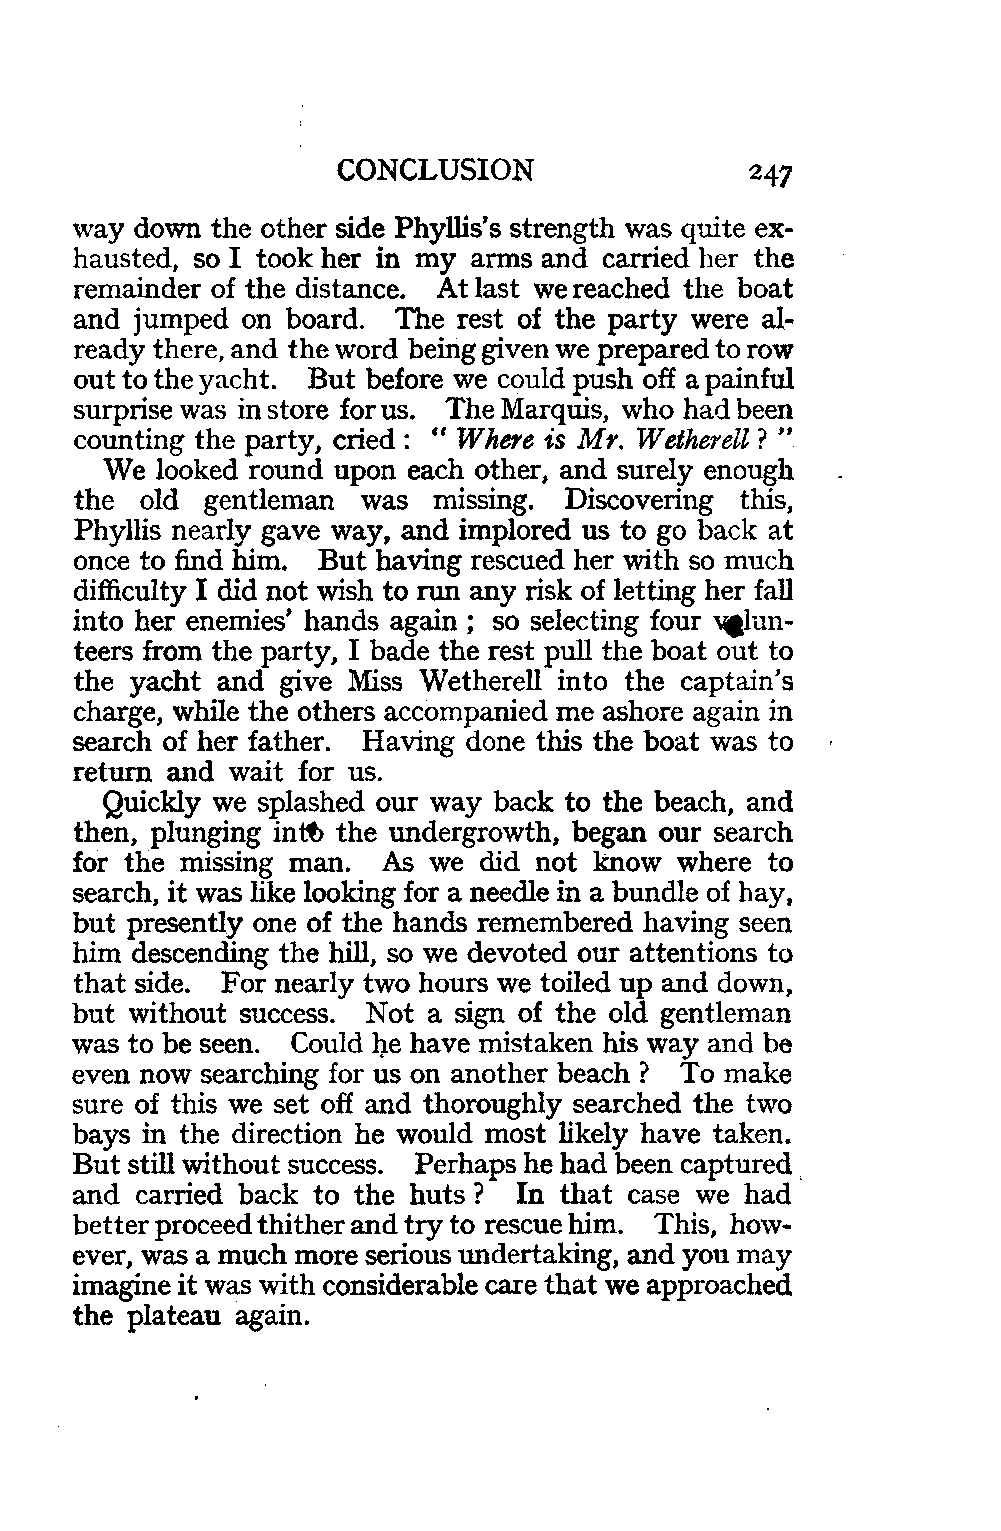 CONCLUSION 247
way down the other side Phyllis's strength was quite ex-
hausted, so I took her in my arms and carried her the
remainder of the distance. At last we reached the boat
and jumped on board. The rest of the party were al-
ready there, and the word being given we prepared to row
out to the yacht. But before we could push off a painful
surprise was in store for us. The Marquis, who had been
counting the party, cried : " Where is Mr. Wetherell ? "
We looked round upon each other, and surely enough
the old gentleman was missing. Discovering this,
Phyllis nearly gave way, and implored us to go back at
once to find him. But having rescued her with so much
difficulty I did not wish to run any risk of letting her fall
into her enemies' hands again ; so selecting four volun-
teers from the party, I bade the rest pull the boat out to
the yacht and give Miss Wetherell into the captain's
charge, while the others accompanied me ashore again in
search of her father. Having done this the boat was to
return and wait for us.
Quickly we splashed our way back to the beach, and
then, plunging into the undergrowth, began our search
for the missing man. As we did not know where to
search, it was like looking for a needle in a bundle of hay,
but presently one of the hands remembered having seen
him descending the hill, so we devoted our attentions to
that side. For nearly two hours we toiled up and down,
but without success. Not a sign of the old gentleman
was to be seen. Could he have mistaken his way and be
even now searching for us on another beach ? To make
sure of this we set off and thoroughly searched the two
bays in the direction he would most likely have taken.
But still without success. Perhaps he had been captured
and carried back to the huts ? In that case we had
better proceed thither and try to rescue him. This, how-
ever, was a much more serious undertaking, and you may
imagine it was with considerable care that we approached
the plateau again.